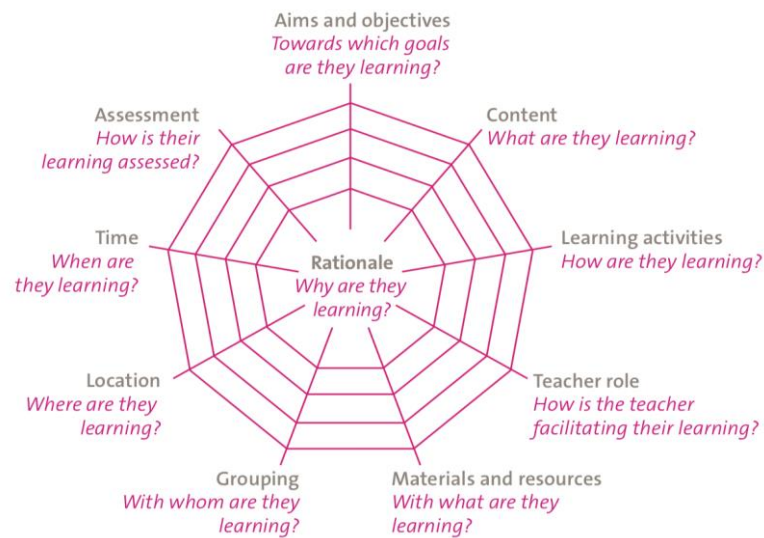 Aims and objectives
Towards which goals
are they learning?
Content
What are they learning?
Learning activities
How are they learning?
Teacher role
How is the teacher
facilitating their learning?
Materials and resources
With what are they
learning?
Grouping
With whom are they
learning?
Location
Where are they
learning?
Time
When are
they learning?
Assessment
How is their
learning assessed?
Rationale
Why are they
learning?